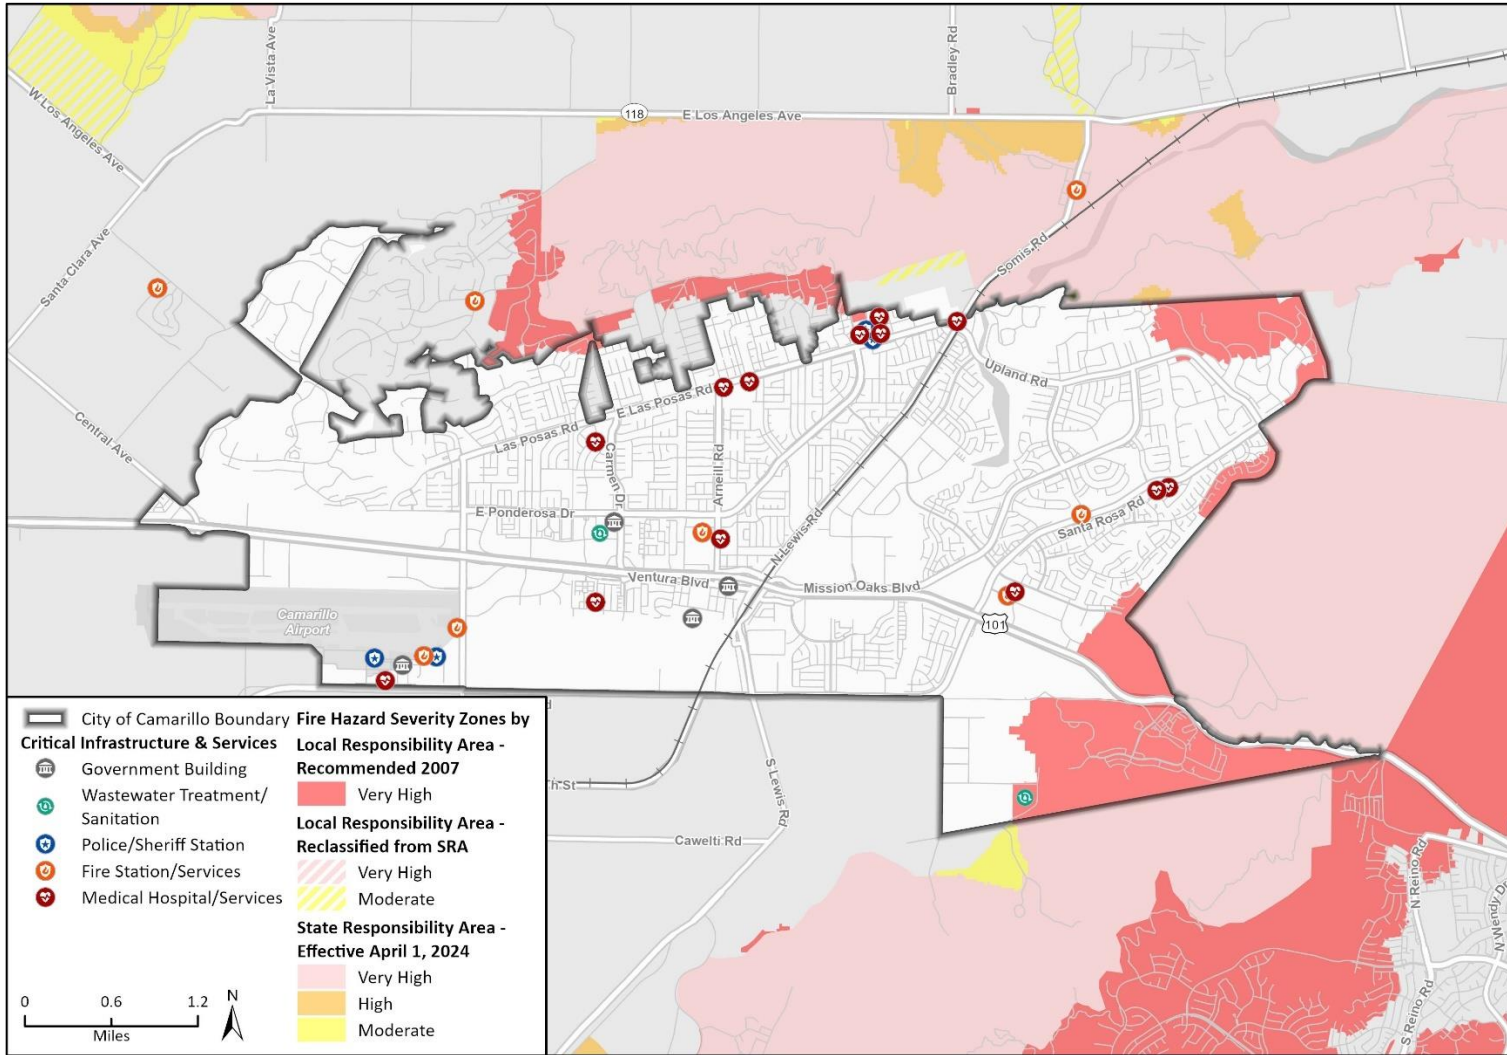 La Vista Ave
Bradley Rd
W Los Angeles Ave
118
E Los Angeles Ave
Santa Clara Ave
Somis Rd
Central Ave
Upland Rd
E Las Posas Rd
Las Posas Rd
Carmen Dr
Arneill Rd
E Ponderosa Dr
Santa Rosa Rd
N Lewis Rd
Ventura Blvd
Mission Oaks Blvd
101
Camarillo
Airport
S Lewis Rd
Cawelti Rd
N Reino Rd
N Wendy Dr
S Reino Rd
d
th St
City of Camarillo Boundary
Critical Infrastructure & Services
Government Building
Wastewater Treatment/
Sanitation
Police/Sheriff Station
Fire Station/Services
Medical Hospital/Services
Fire Hazard Severity Zones by
Local Responsibility Area -
Recommended 2007
Very High
Local Responsibility Area -
Reclassified from SRA
Very High
Moderate
State Responsibility Area -
Effective April 1, 2024
Very High
High
Moderate
0 0.6 1.2
Miles
N